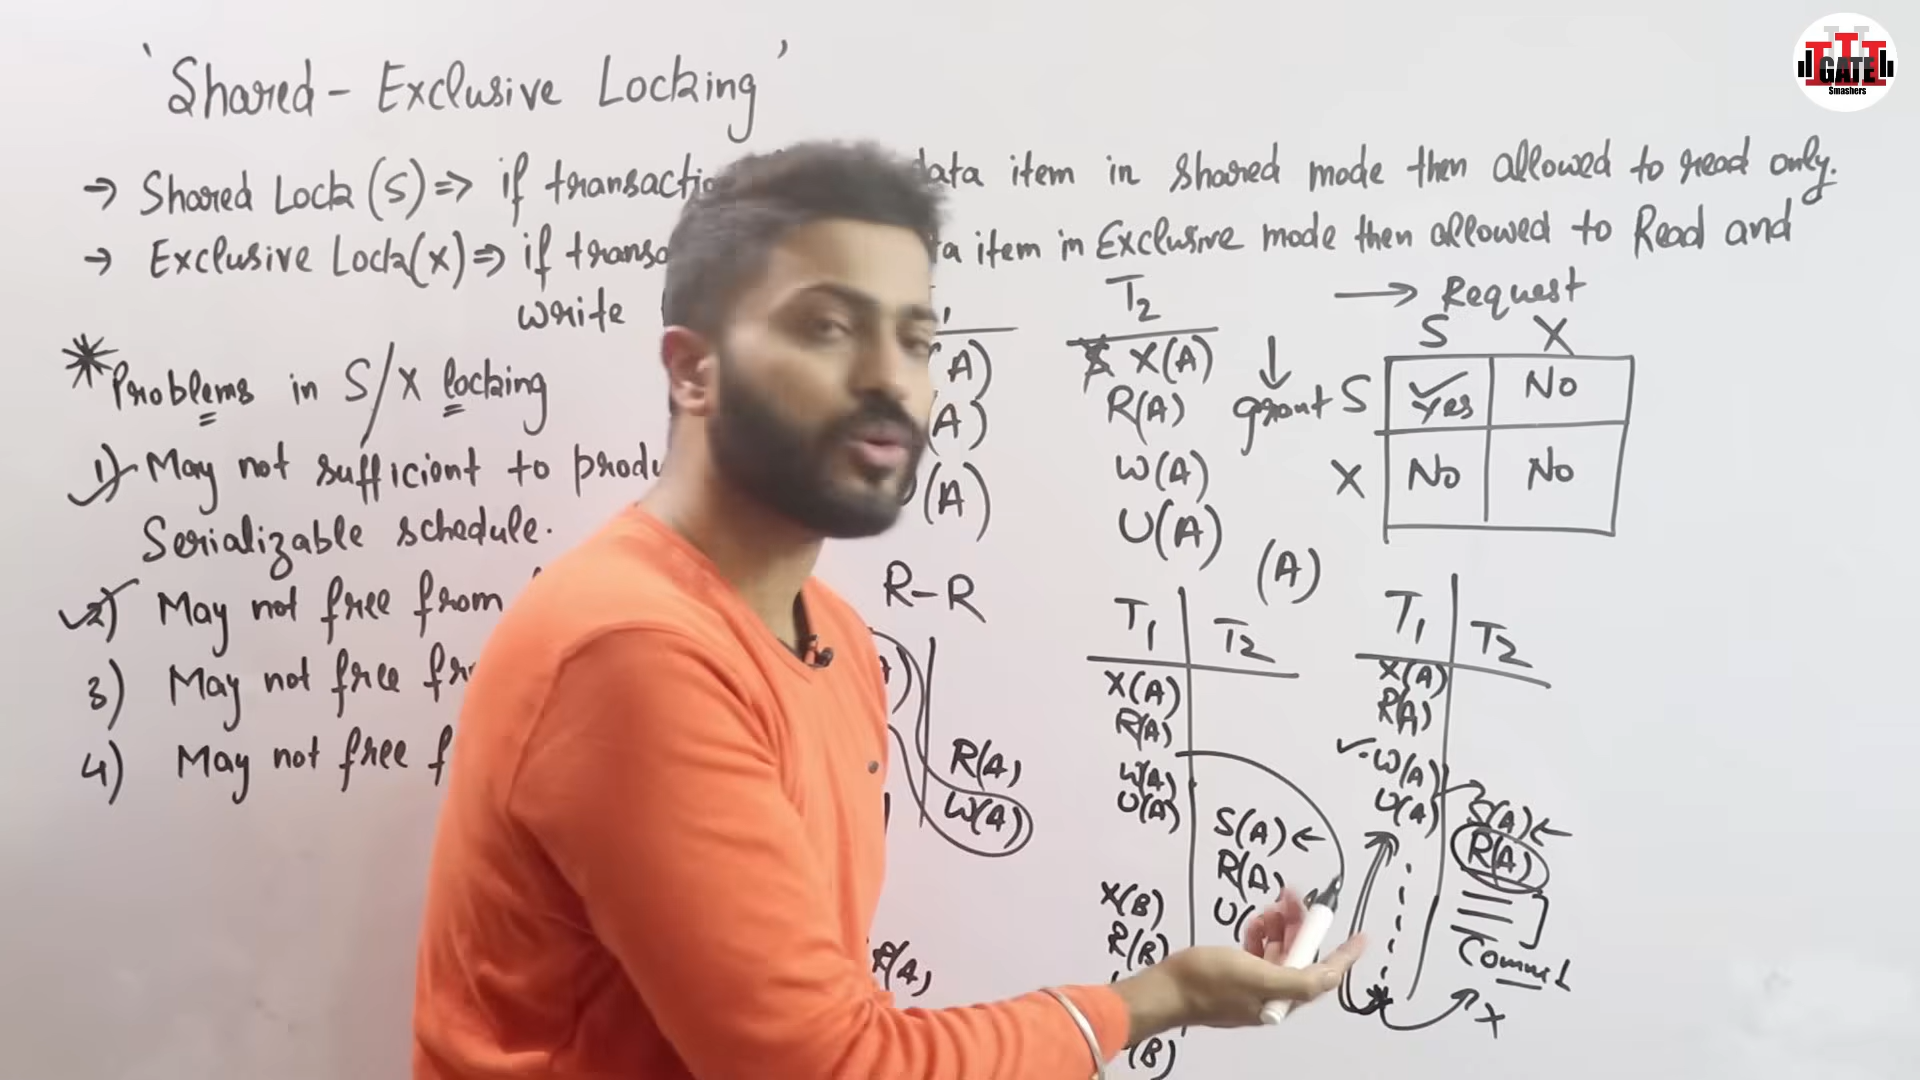 'Shared - Exclusive Locking'
→ Shared Lock (S) => if transaction data item in shared mode then allowed to read only.
→ Exclusive Lock(X) => if transa item in Exclusive mode then allowed to Read and
write
* Problems in S/X locking
1) May not sufficient to produ
Serializable schedule.
2) May not free from
3) May not free fr
4) May not free f
A)
A)
(A)
R-R
R(A)
W(A)
R(A)
T2
X(A)
R(A)
W(A)
U(A)
(A)
→ Request
S X
↓
grant
S Yes No
X No No
T1 T2
X(A)
R(A)
W(A)
U(A)
S(A) ←
R(A)
U(
X(B)
R(B)
(B)
T1 T2
X(A)
R(A)
W(A)
U(A)
S(A) ←
R(A)
X
GATE
Smashers